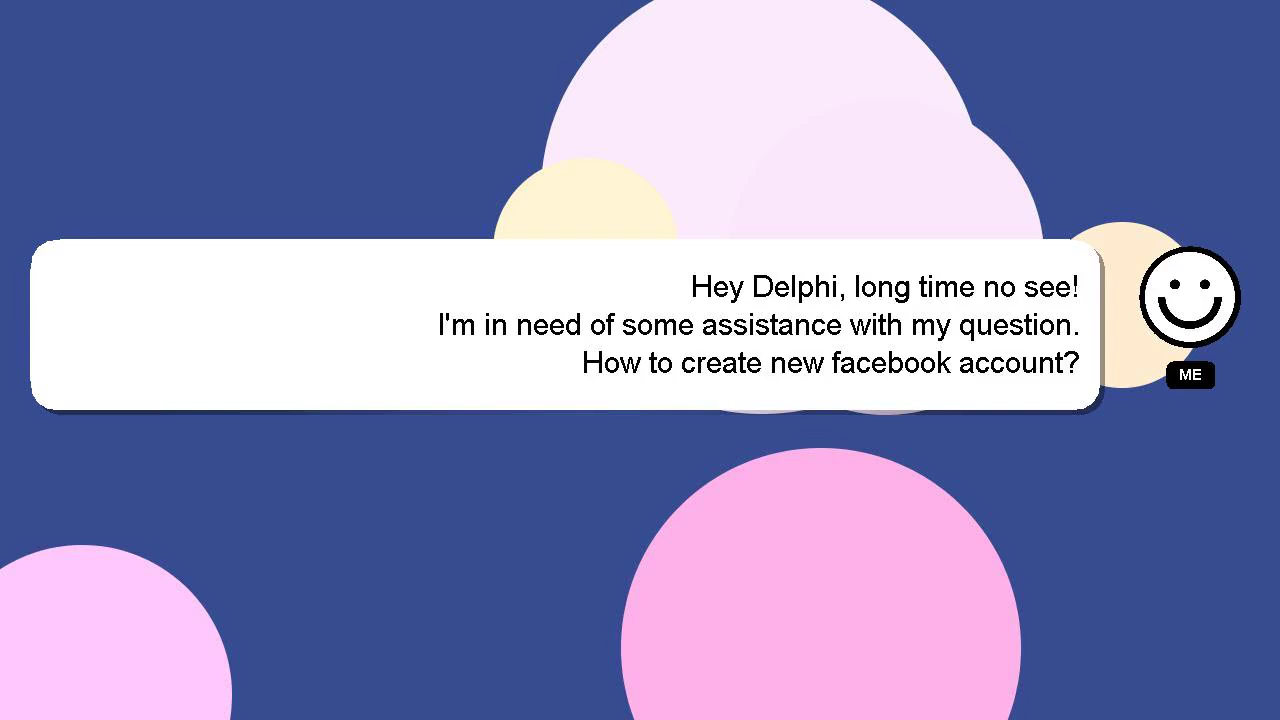 Hey Delphi, long time no see!
I'm in need of some assistance with my question.
How to create new facebook account?
ME